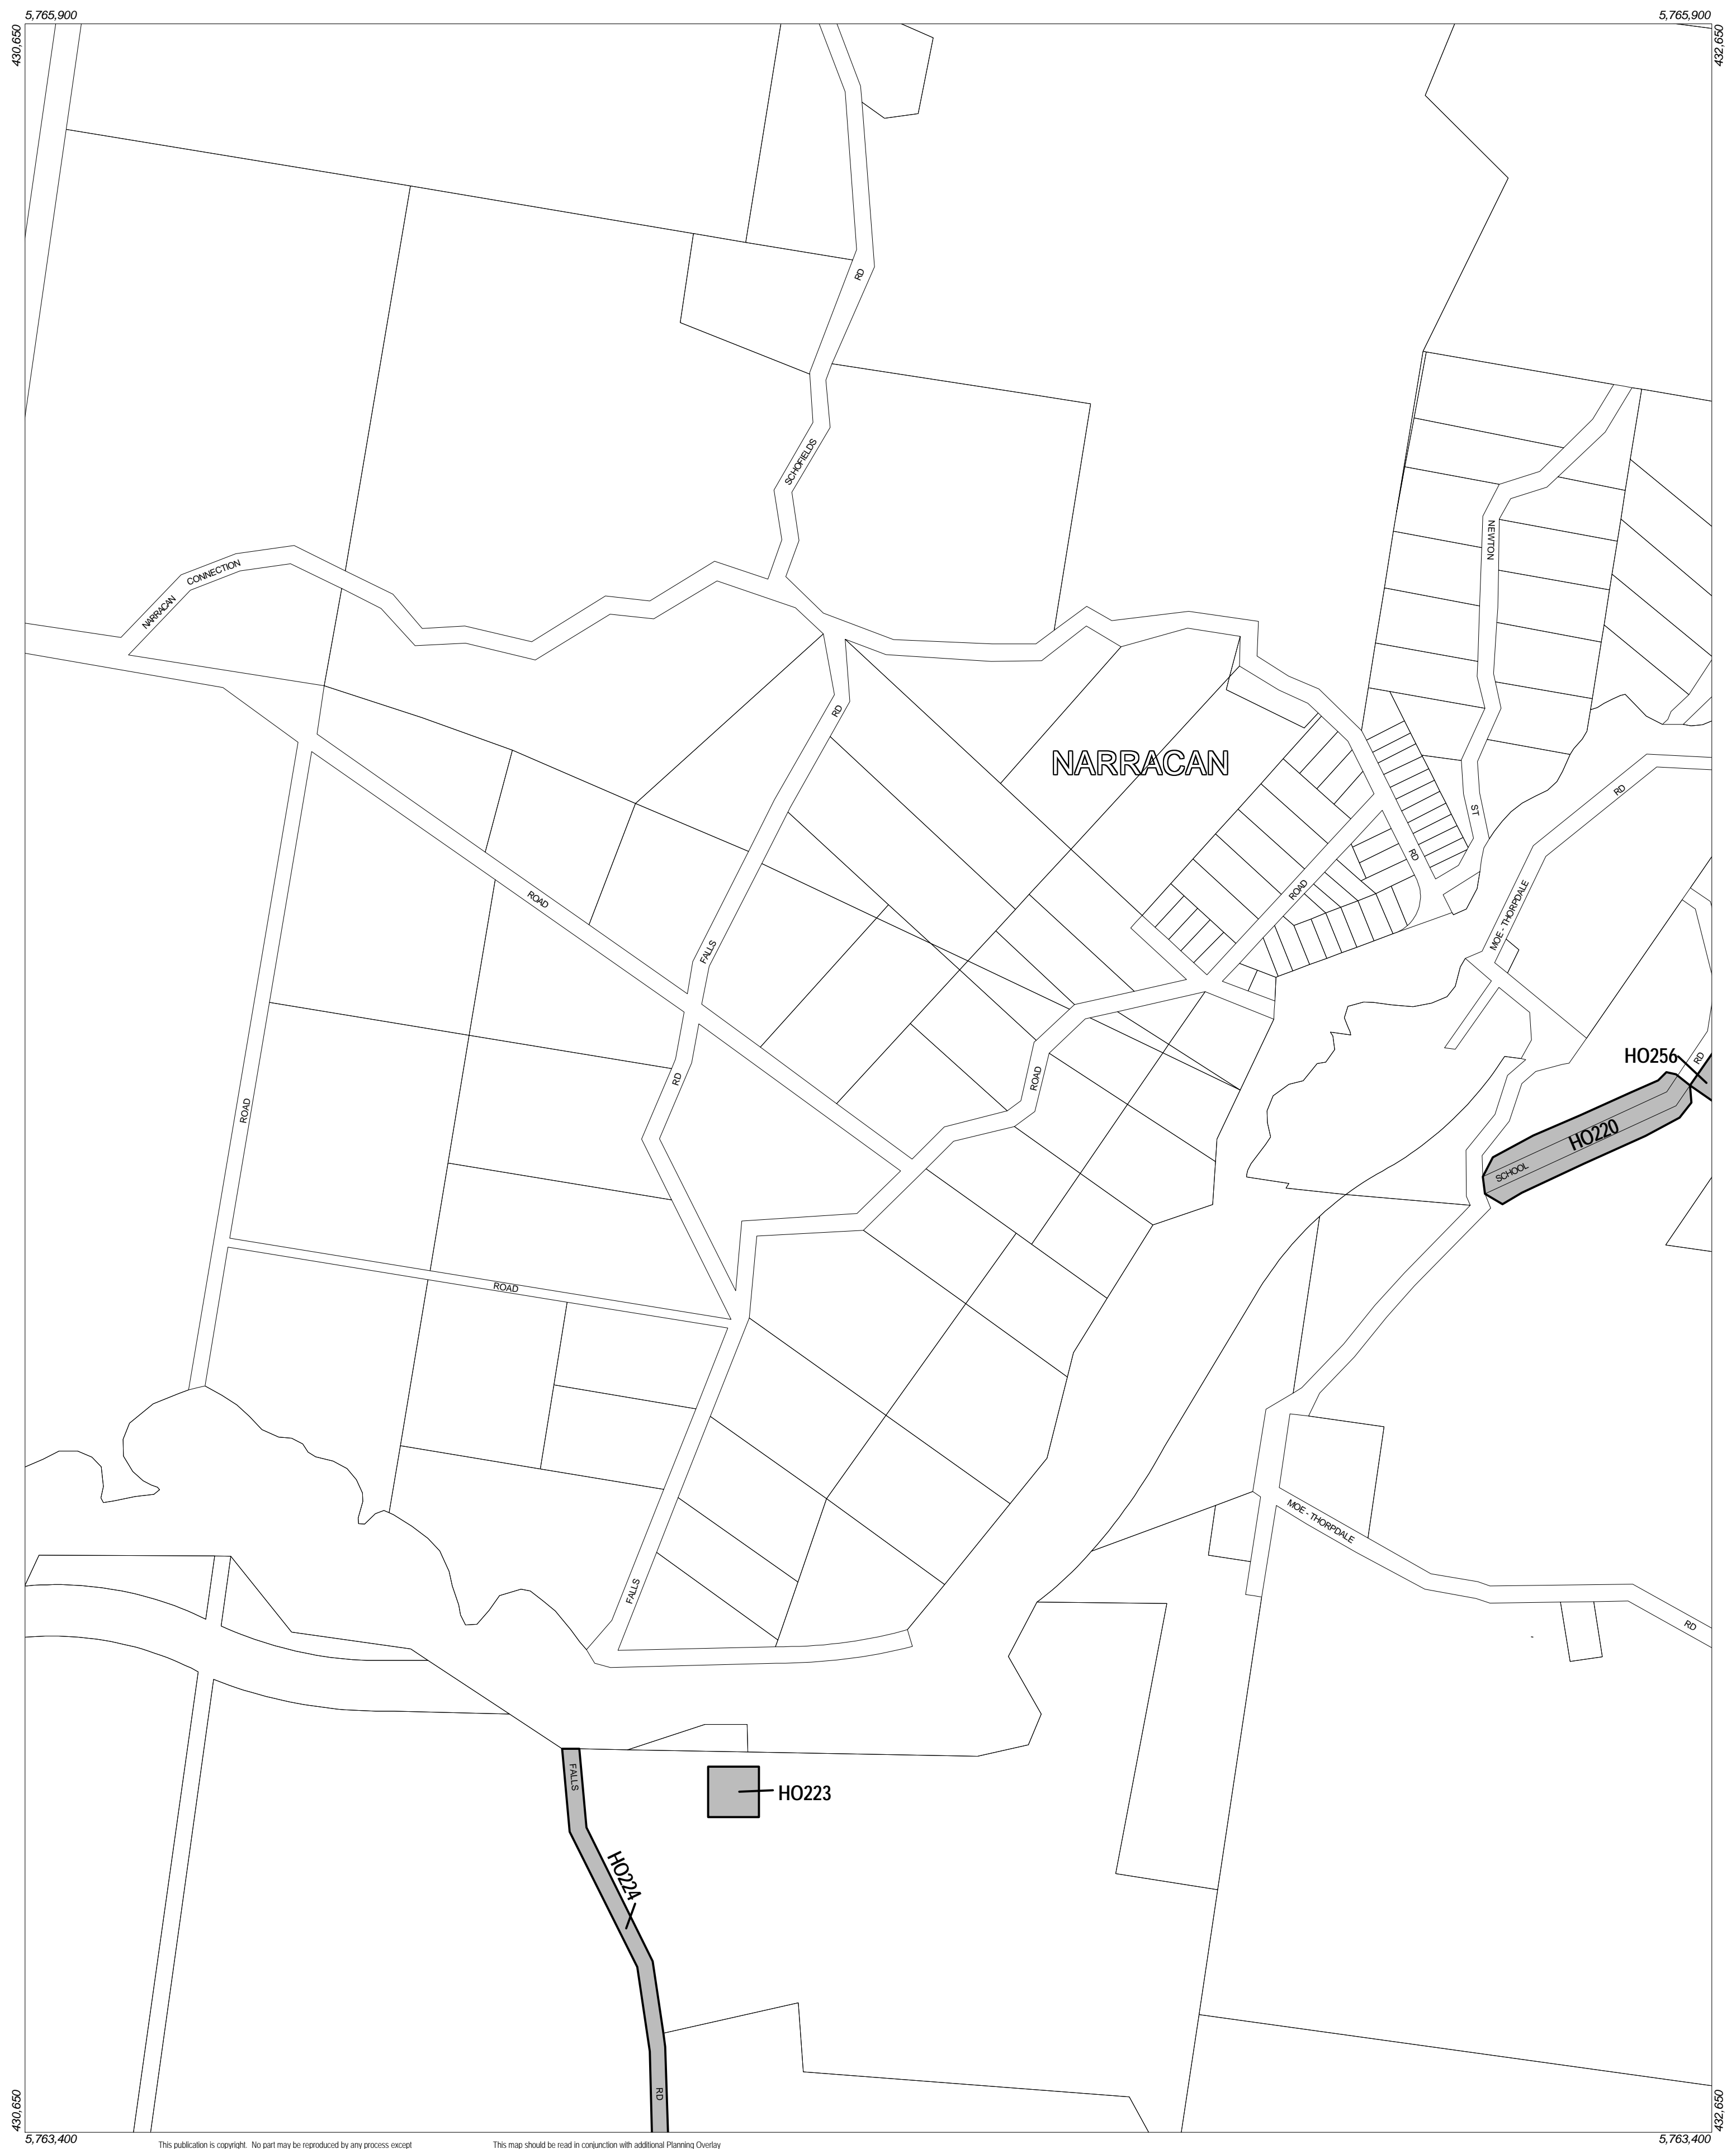 5,765,900
5,765,900
430,650
432,650
RD
SCHOFIELDS
NEWTON
CONNECTION
NARRACAN
RD
NARRACAN
RD
ST
RD
ROAD
ROAD
MOE - THORPDALE
FALLS
HO256
RD
RD
ROAD
ROAD
HO220
SCHOOL
ROAD
MOE - THORPDALE
FALLS
RD
FALLS
HO223
HO224
RD
430,650
432,650
5,763,400
5,763,400
This publication is copyright. No part may be reproduced by any process except
This map should be read in conjunction with additional Planning Overlay